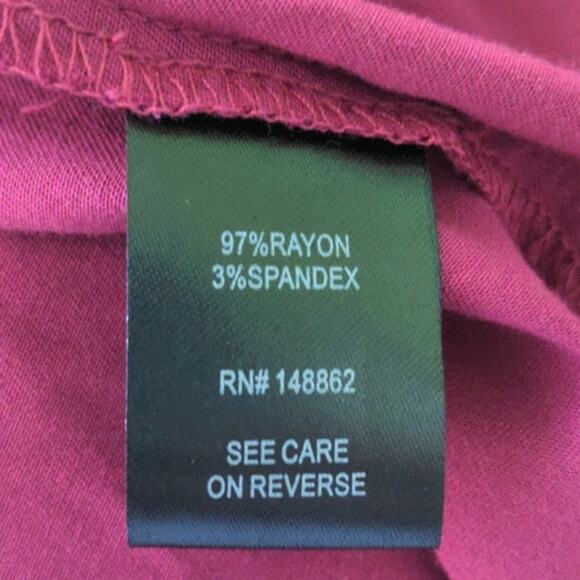 97%RAYON
3%SPANDEX
RN# 148862
SEE CARE
ON REVERSE